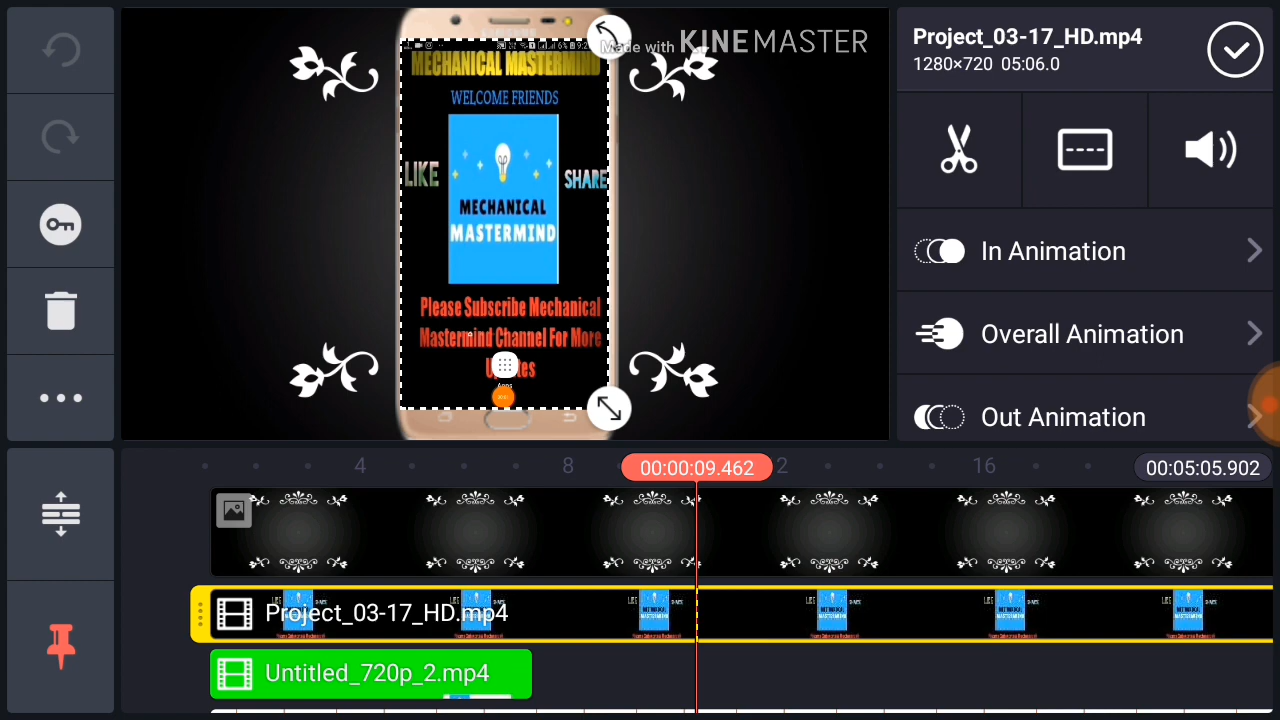 Made with KINEMASTER
MECHANICAL MASTERMIND
WELCOME FRIENDS
LIKE
SHARE
MECHANICAL
MASTERMIND
Please Subscribe Mechanical
Mastermind Channel For More
Apps
Project_03-17_HD.mp4
1280×720 05:06.0
In Animation
Overall Animation
Out Animation
4
8
00:00:09.462
2
16
00:05:05.902
Project_03-17_HD.mp4
Untitled_720p_2.mp4